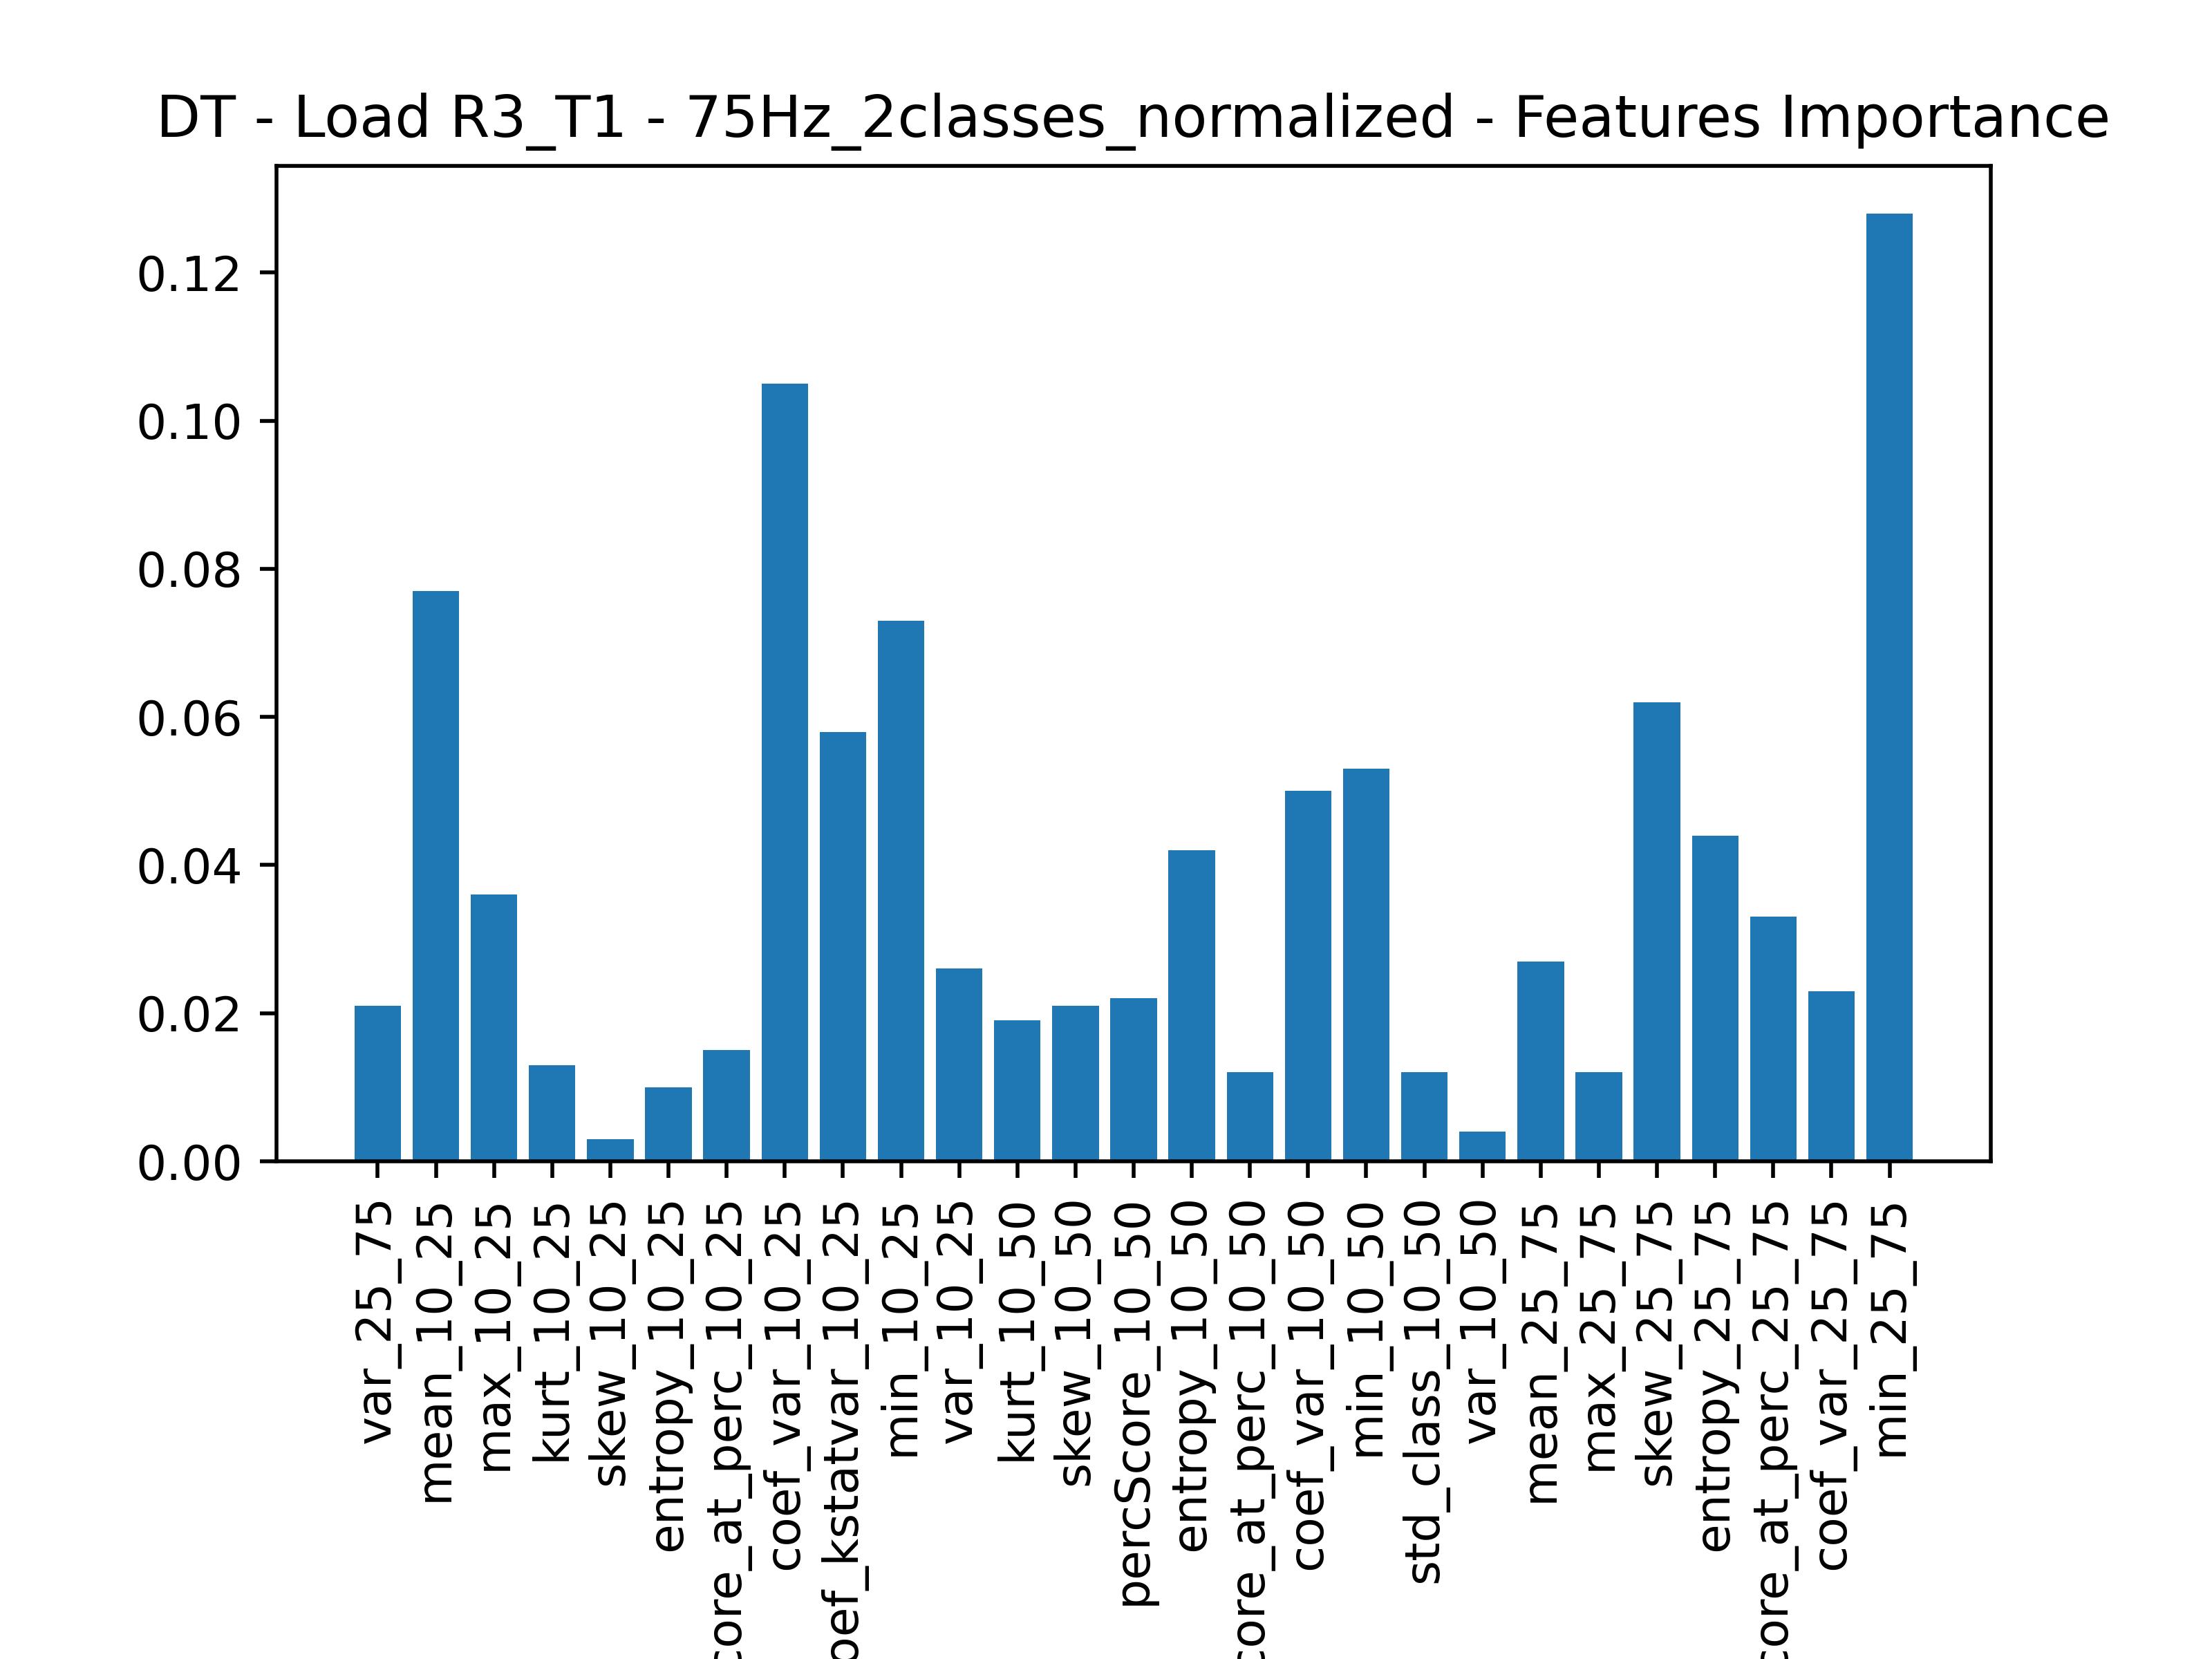 DT - Load R3_T1 - 75Hz_2classes_normalized - Features Importance
0.12
0.10
0.08
0.06
0.04
0.02
0.00
var_25_75
mean_10_25
max_10_25
kurt_10_25
skew_10_25
entropy_10_25
core_at_perc_10_25
coef_var_10_25
oef_kstatvar_10_25
min_10_25
var_10_25
kurt_10_50
skew_10_50
percScore_10_50
entropy_10_50
core_at_perc_10_50
coef_var_10_50
min_10_50
std_class_10_50
var_10_50
mean_25_75
max_25_75
skew_25_75
entropy_25_75
core_at_perc_25_75
coef_var_25_75
min_25_75